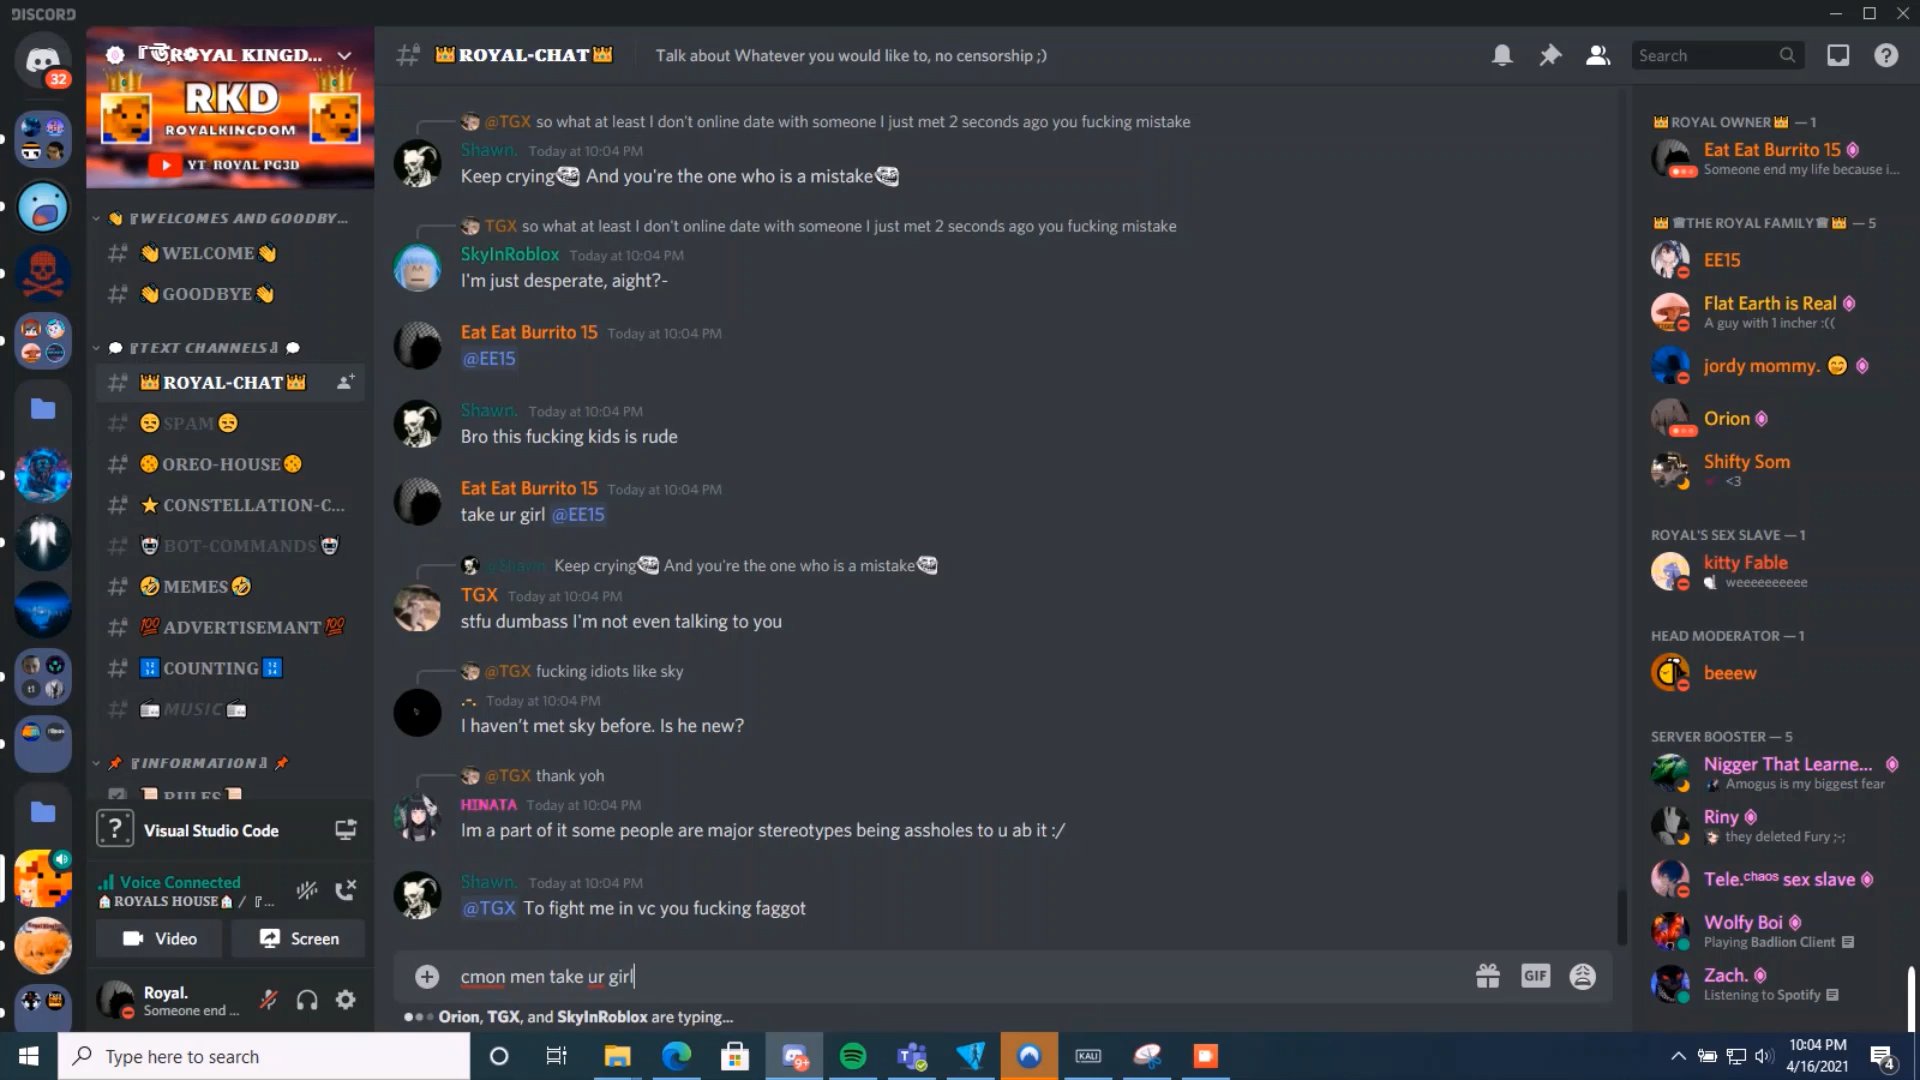 DISCORD
32
『ইROYAL KINGD...
RKD
ROYALKINGDOM
YT ROYAL PG3D
👋『WELCOMES AND GOODBY...
👋WELCOME👋
👋GOODBYE👋
💬『TEXT CHANNELS』💬
👑ROYAL-CHAT👑
😒SPAM😒
🍪OREO-HOUSE🍪
⭐CONSTELLATION-C...
🤖BOT-COMMANDS🤖
🤣MEMES🤣
💯ADVERTISEMANT💯
🔢COUNTING🔢
📻MUSIC📻
📌『INFORMATION』📌
📜RULES📜
? Visual Studio Code
Voice Connected
🏠ROYALS HOUSE🏠 / 『...
Video
Screen
Royal.
Someone end ...
👑ROYAL-CHAT👑
Talk about Whatever you would like to, no censorship ;)
Search
@TGX so what at least I don't online date with someone I just met 2 seconds ago you fucking mistake
Shawn. Today at 10:04 PM
Keep crying And you're the one who is a mistake
TGX so what at least I don't online date with someone I just met 2 seconds ago you fucking mistake
SkyInRoblox Today at 10:04 PM
I'm just desperate, aight?-
Eat Eat Burrito 15 Today at 10:04 PM
@EE15
Shawn. Today at 10:04 PM
Bro this fucking kids is rude
Eat Eat Burrito 15 Today at 10:04 PM
take ur girl @EE15
@Shawn. Keep crying And you're the one who is a mistake
TGX Today at 10:04 PM
stfu dumbass I'm not even talking to you
@TGX fucking idiots like sky
Today at 10:04 PM
I haven't met sky before. Is he new?
@TGX thank yoh
HINATA Today at 10:04 PM
Im a part of it some people are major stereotypes being assholes to u ab it :/
Shawn. Today at 10:04 PM
@TGX To fight me in vc you fucking faggot
cmon men take ur girl
GIF
Orion, TGX, and SkyInRoblox are typing...
👑ROYAL OWNER👑 — 1
Eat Eat Burrito 15
Someone end my life because i...
👑♛THE ROYAL FAMILY♛👑 — 5
EE15
Flat Earth is Real
A guy with 1 incher :((
jordy mommy. 🤭
Orion
Shifty Som
<3
ROYAL'S SEX SLAVE — 1
kitty Fable
weeeeeeeeee
HEAD MODERATOR — 1
beeew
SERVER BOOSTER — 5
Nigger That Learne...
Amogus is my biggest fear
Riny
they deleted Fury ;-;
Tele.ᶜʰᵃᵒˢ sex slave
Wolfy Boi
Playing Badlion Client
Zach.
Listening to Spotify
Type here to search
9+
KALI
10:04 PM
4/16/2021
4